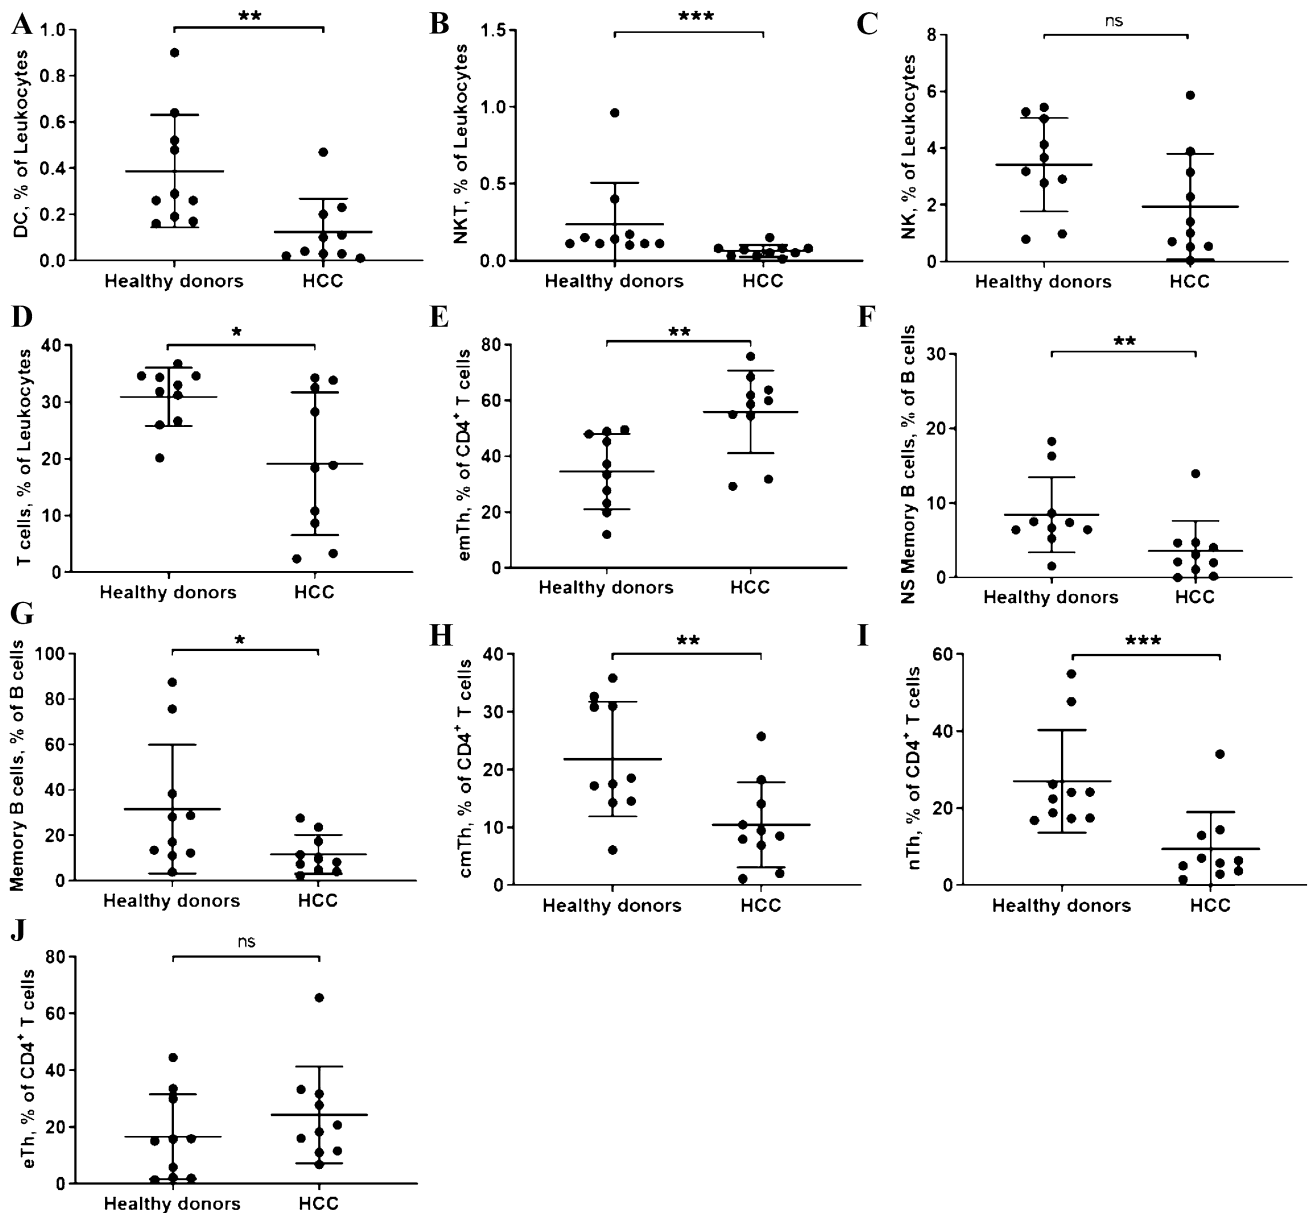 A
DC, % of Leukocytes
1.0
0.8
0.6
0.4
0.2
0.0
**
Healthy donors
HCC
B
NKT, % of Leukocytes
1.5
1.0
0.5
0.0
***
Healthy donors
HCC
C
NK, % of Leukocytes
8
6
4
2
0
ns
Healthy donors
HCC
D
T cells, % of Leukocytes
40
30
20
10
0
*
Healthy donors
HCC
E
emTh, % of CD4⁺ T cells
80
60
40
20
0
**
Healthy donors
HCC
F
NS Memory B cells, % of B cells
30
20
10
0
**
Healthy donors
HCC
G
Memory B cells, % of B cells
100
80
60
40
20
0
*
Healthy donors
HCC
H
cmTh, % of CD4⁺ T cells
40
30
20
10
0
**
Healthy donors
HCC
I
nTh, % of CD4⁺ T cells
60
40
20
0
***
Healthy donors
HCC
J
eTh, % of CD4⁺ T cells
80
60
40
20
0
ns
Healthy donors
HCC